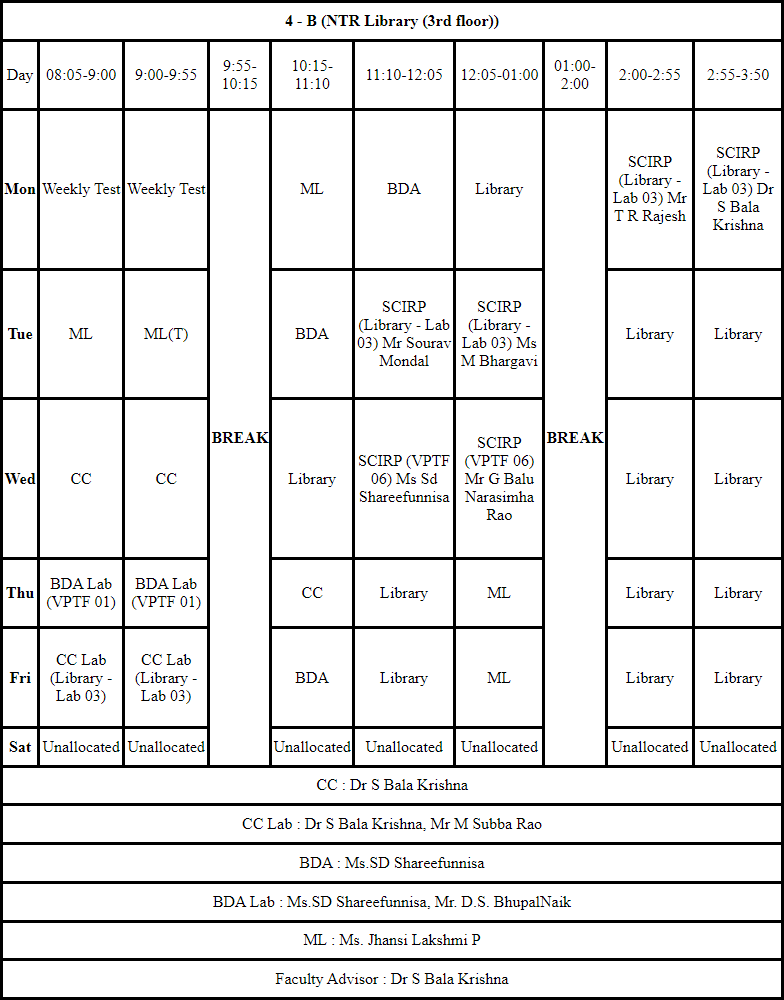 4 - B (NTR Library (3rd floor))
Day 08:05-9:00 9:00-9:55 9:55-10:15 10:15-11:10 11:10-12:05 12:05-01:00 01:00-2:00 2:00-2:55 2:55-3:50
Mon Weekly Test Weekly Test ML BDA Library SCIRP (Library - Lab 03) Mr T R Rajesh SCIRP (Library - Lab 03) Dr S Bala Krishna
Tue ML ML(T) BDA SCIRP (Library - Lab 03) Mr Sourav Mondal SCIRP (Library - Lab 03) Ms M Bhargavi Library Library
BREAK BREAK
Wed CC CC Library SCIRP (VPTF 06) Ms Sd Shareefunnisa SCIRP (VPTF 06) Mr G Balu Narasimha Rao Library Library
Thu BDA Lab (VPTF 01) BDA Lab (VPTF 01) CC Library ML Library Library
Fri CC Lab (Library - Lab 03) CC Lab (Library - Lab 03) BDA Library ML Library Library
Sat Unallocated Unallocated Unallocated Unallocated Unallocated Unallocated Unallocated
CC : Dr S Bala Krishna
CC Lab : Dr S Bala Krishna, Mr M Subba Rao
BDA : Ms.SD Shareefunnisa
BDA Lab : Ms.SD Shareefunnisa, Mr. D.S. BhupalNaik
ML : Ms. Jhansi Lakshmi P
Faculty Advisor : Dr S Bala Krishna